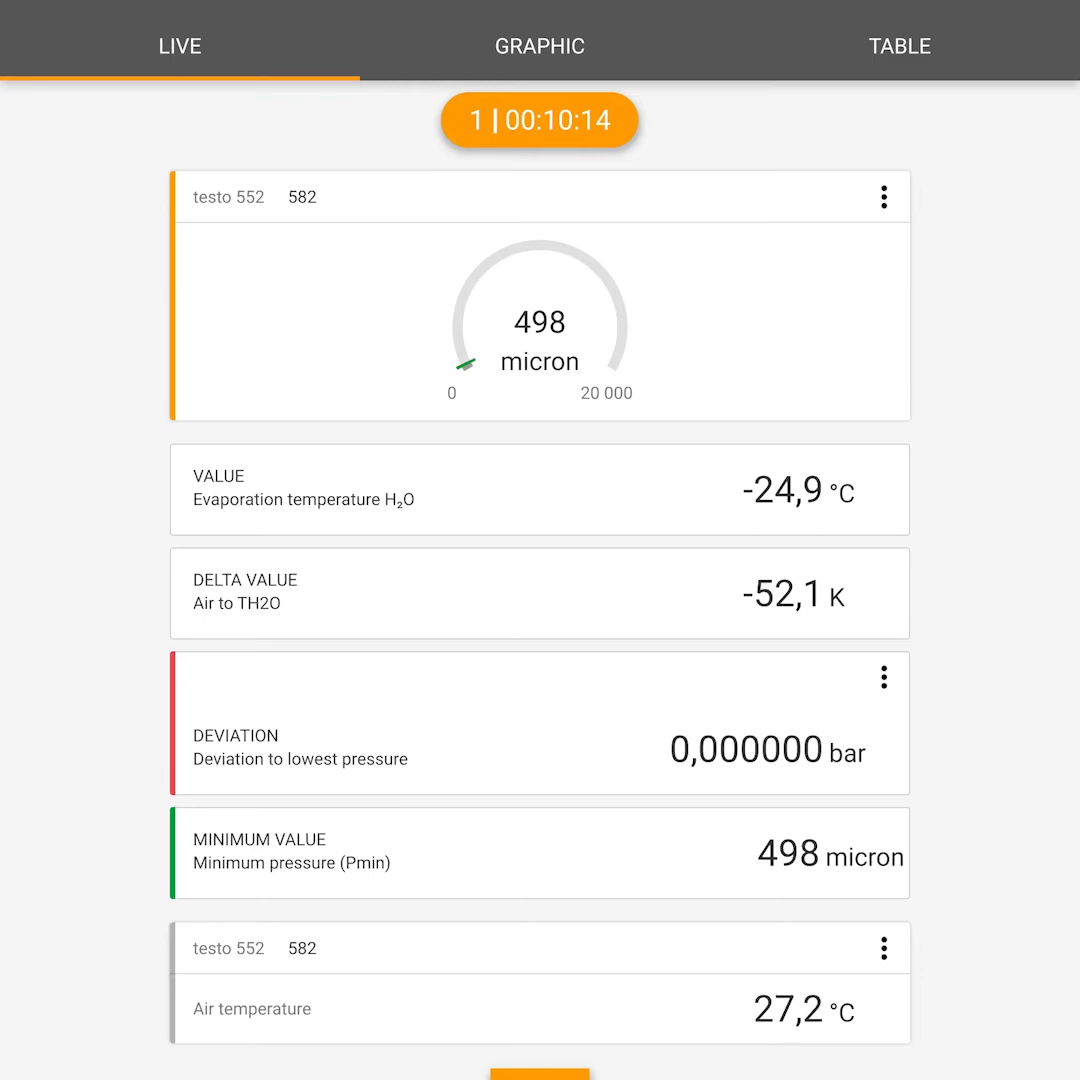 LIVE GRAPHIC TABLE
1 | 00:10:14
testo 552 582
498
micron
0 20 000
VALUE
Evaporation temperature H₂O
-24,9 °C
DELTA VALUE
Air to TH2O
-52,1 K
DEVIATION
Deviation to lowest pressure
0,000000 bar
MINIMUM VALUE
Minimum pressure (Pmin)
498 micron
testo 552 582
Air temperature
27,2 °C